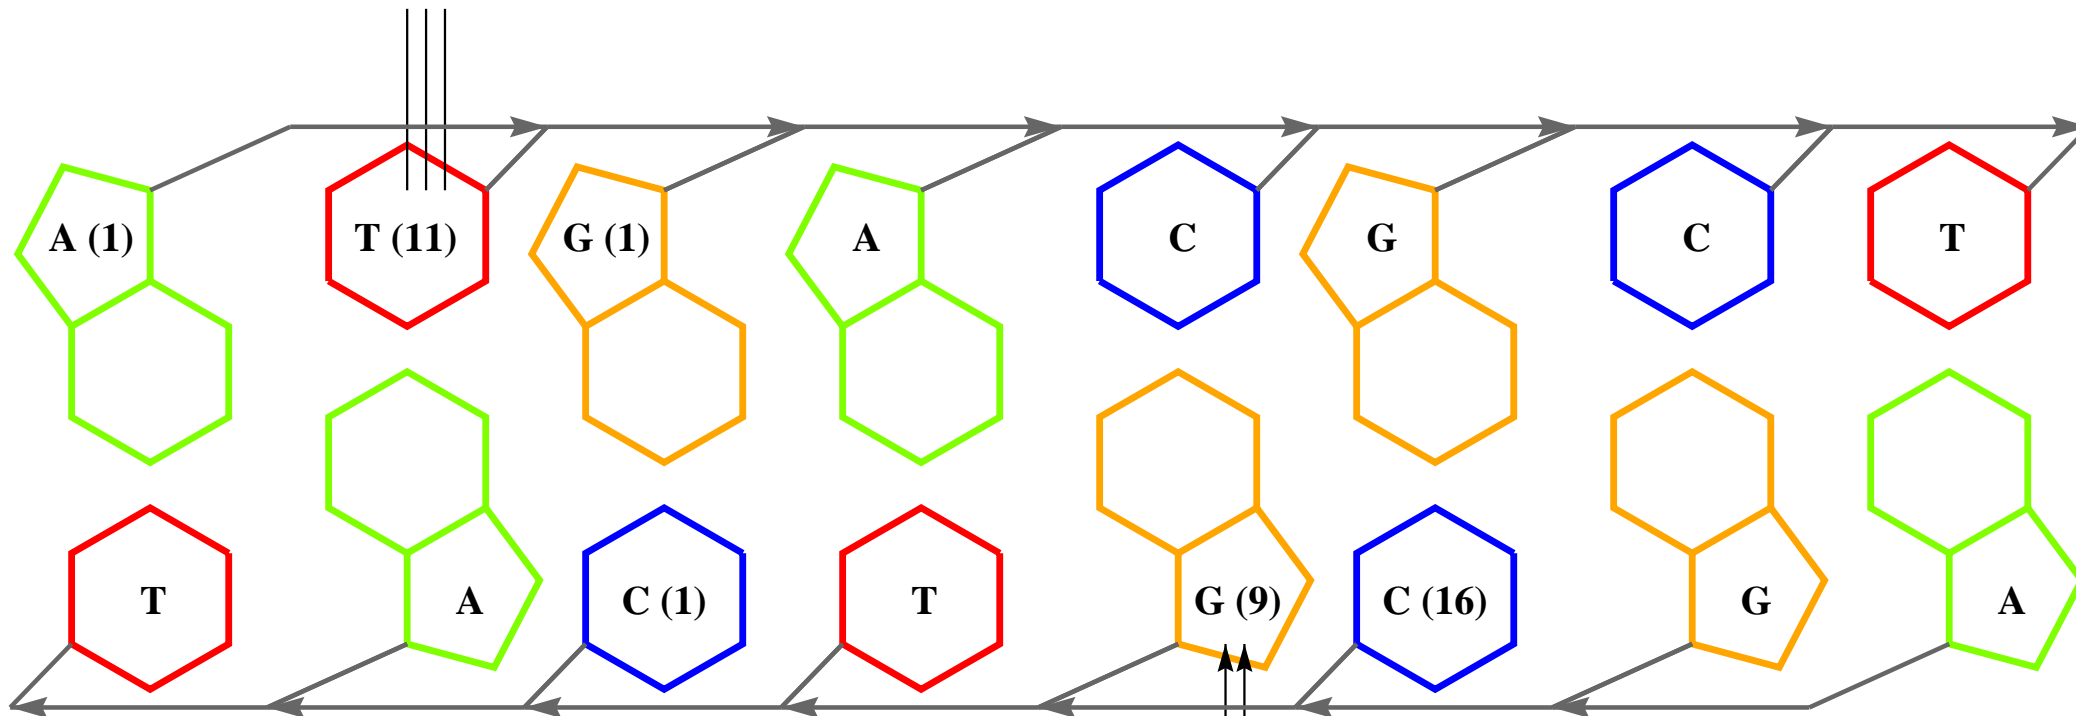 A (1) T (11) G (1) A C G C T
T A C (1) T G (9) C (16) G A